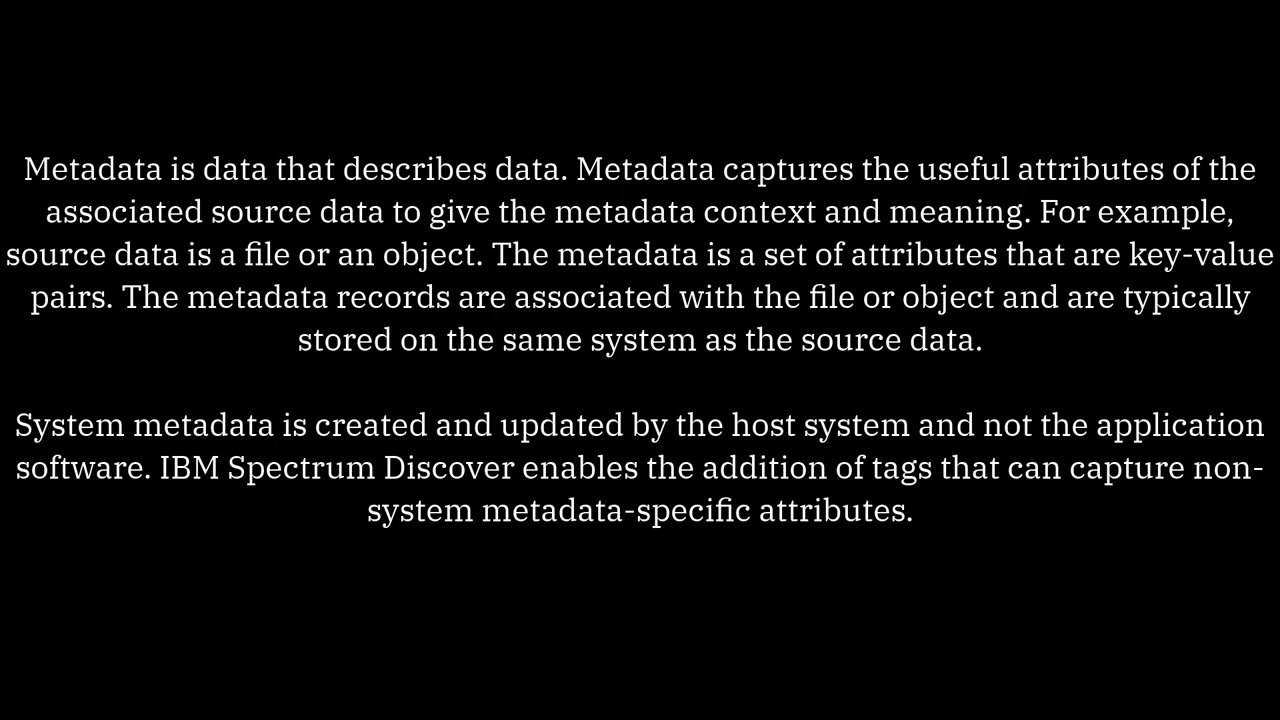 Metadata is data that describes data. Metadata captures the useful attributes of the
associated source data to give the metadata context and meaning. For example,
source data is a file or an object. The metadata is a set of attributes that are key-value
pairs. The metadata records are associated with the file or object and are typically
stored on the same system as the source data.
System metadata is created and updated by the host system and not the application
software. IBM Spectrum Discover enables the addition of tags that can capture non-
system metadata-specific attributes.